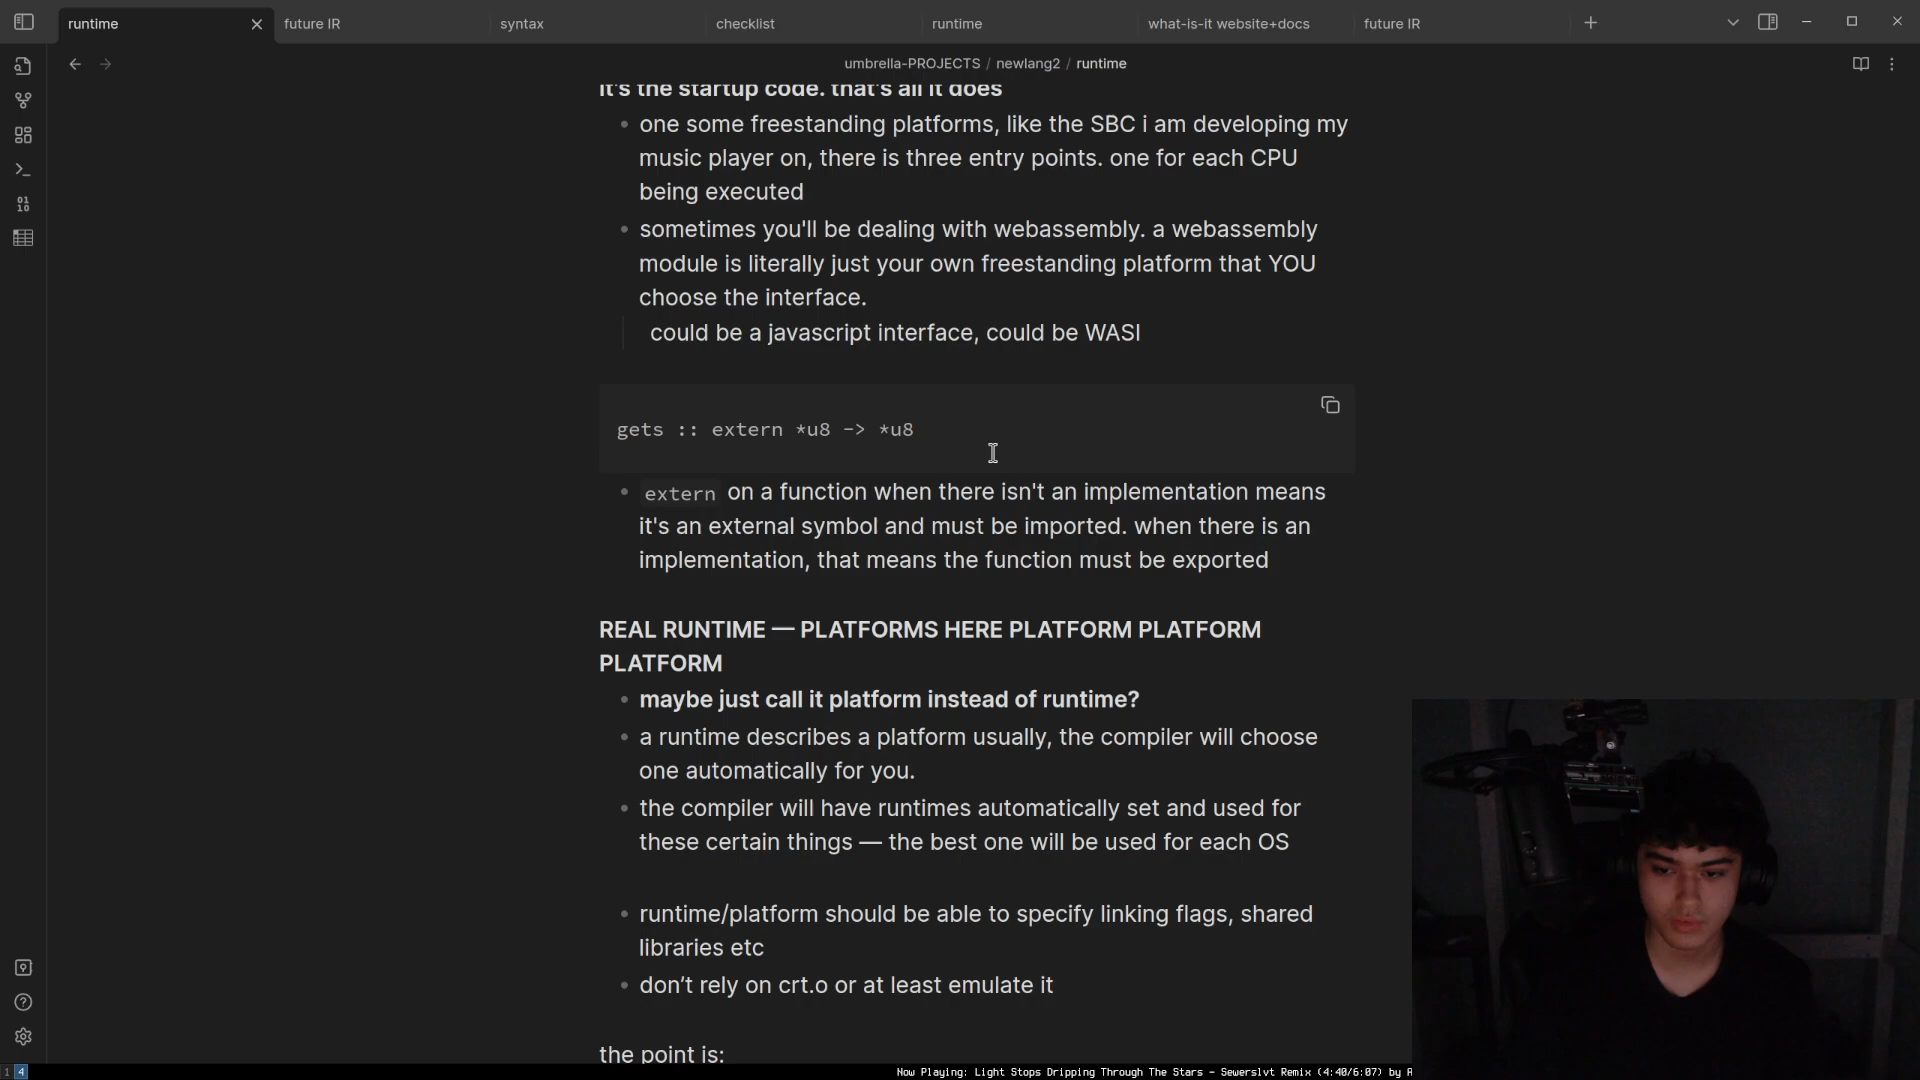 runtime
future IR
syntax
checklist
runtime
what-is-it website+docs
future IR
umbrella-PROJECTS / newlang2 / runtime
it's the startup code. that's all it does
one some freestanding platforms, like the SBC i am developing my
music player on, there is three entry points. one for each CPU
being executed
sometimes you'll be dealing with webassembly. a webassembly
module is literally just your own freestanding platform that YOU
choose the interface.
could be a javascript interface, could be WASI
gets :: extern *u8 -> *u8
extern on a function when there isn't an implementation means
it's an external symbol and must be imported. when there is an
implementation, that means the function must be exported
REAL RUNTIME — PLATFORMS HERE PLATFORM PLATFORM
PLATFORM
maybe just call it platform instead of runtime?
a runtime describes a platform usually, the compiler will choose
one automatically for you.
the compiler will have runtimes automatically set and used for
these certain things — the best one will be used for each OS
runtime/platform should be able to specify linking flags, shared
libraries etc
don’t rely on crt.o or at least emulate it
the point is:
1 4
Now Playing: Light Stops Dripping Through The Stars - Sewerslvt Remix (4:40/6:07) by A